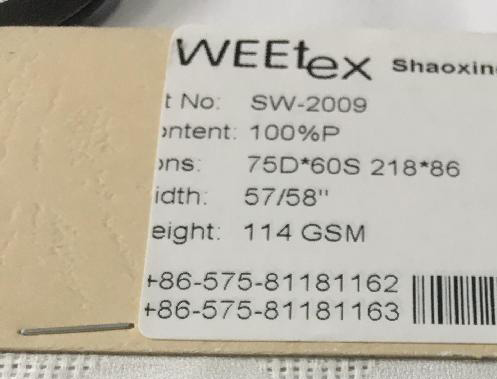 WEEtex Shaoxing
t No: SW-2009
ontent: 100%P
ons: 75D*60S 218*86
idth: 57/58"
eight: 114 GSM
+86-575-81181162
+86-575-81181163